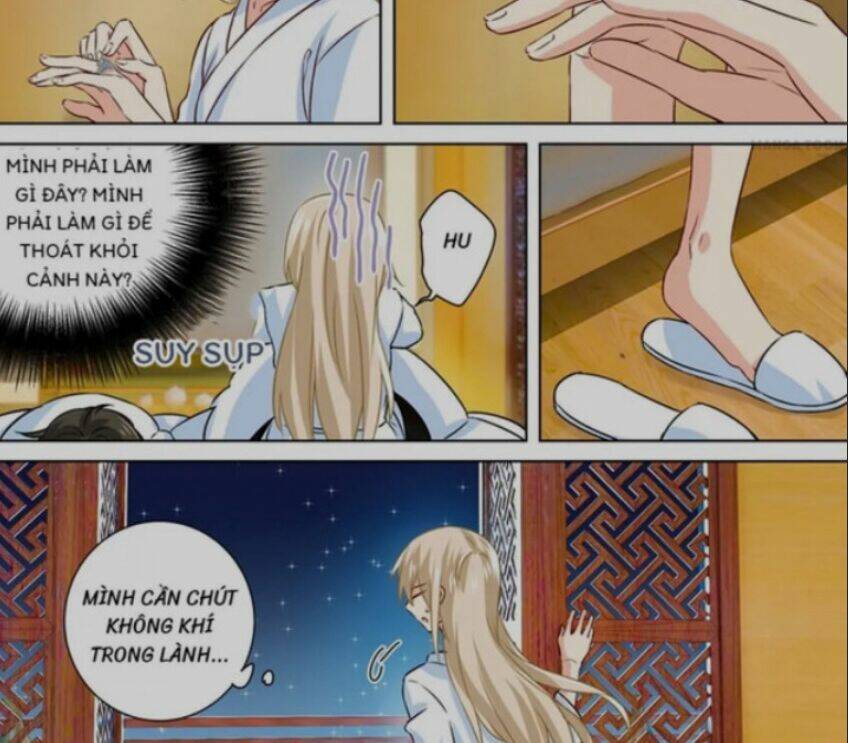 MANGATOON
MÌNH PHẢI LÀM
GÌ ĐÂY? MÌNH
PHẢI LÀM GÌ ĐỂ
THOÁT KHỎI
CẢNH NÀY?
HU
SUY SỤP
MÌNH CẦN CHÚT
KHÔNG KHÍ
TRONG LÀNH...